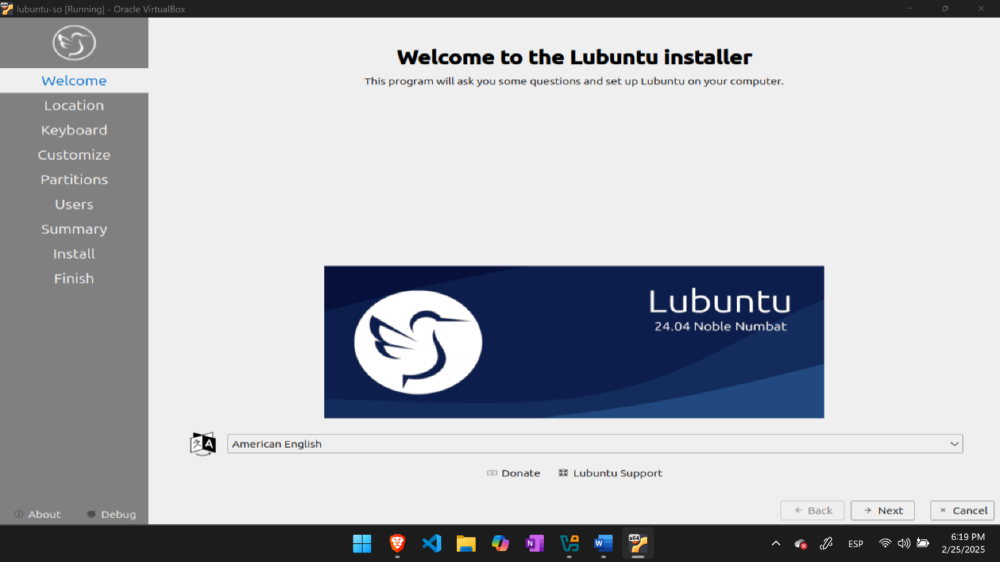 lubuntu-so [Running] - Oracle VirtualBox
Welcome
Location
Keyboard
Customize
Partitions
Users
Summary
Install
Finish
About
Debug
Welcome to the Lubuntu installer
This program will ask you some questions and set up Lubuntu on your computer.
Lubuntu
24.04 Noble Numbat
American English
Donate
Lubuntu Support
Back
Next
Cancel
ESP
6:19 PM
2/25/2025